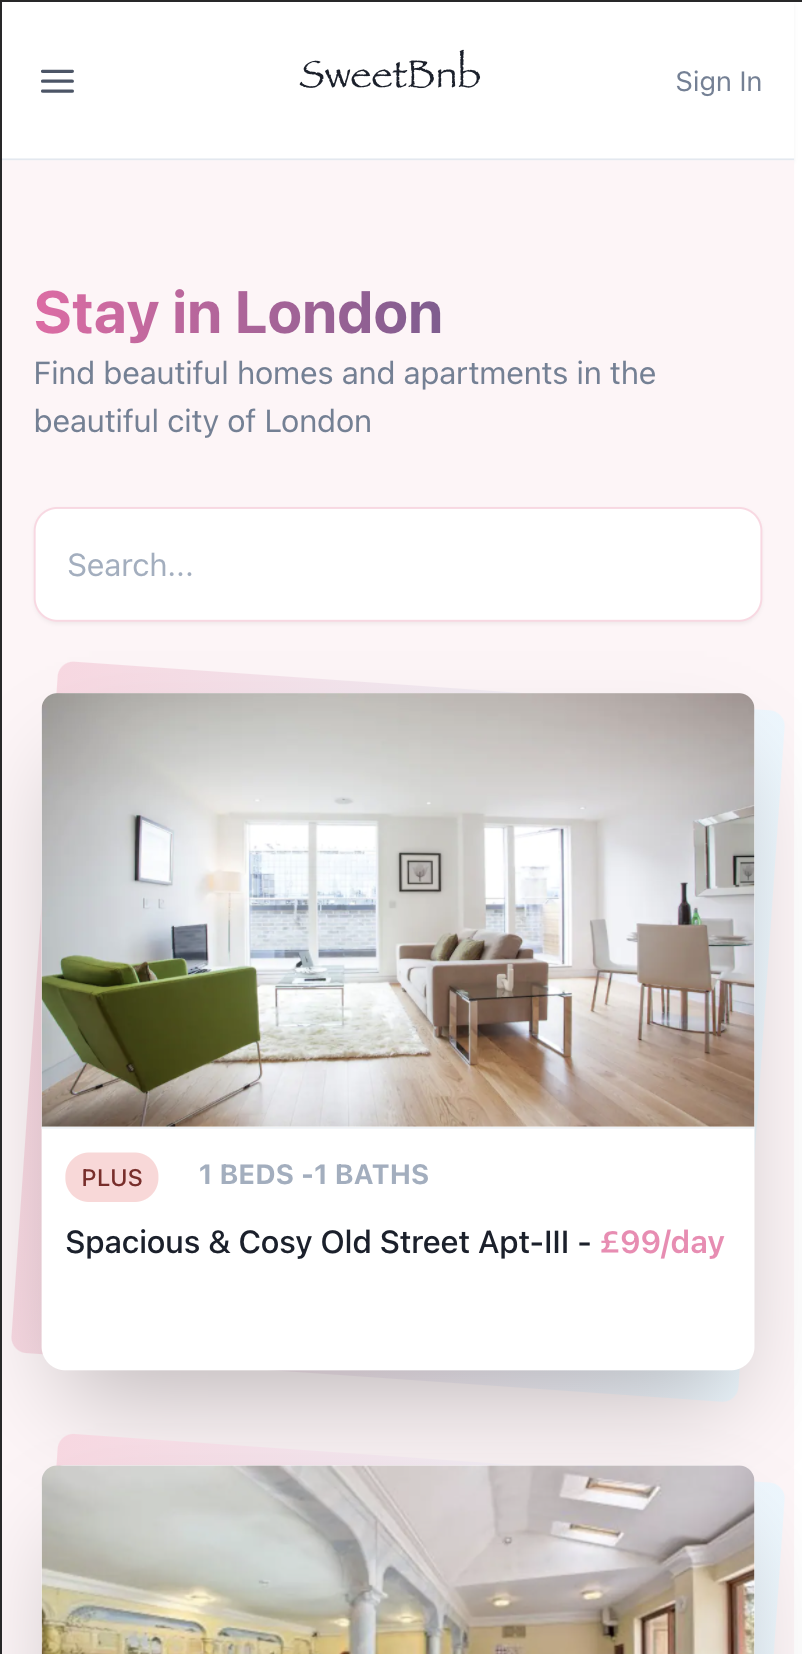 SweetBnb
Sign In
Stay in London
Find beautiful homes and apartments in the
beautiful city of London
Search...
PLUS
1 BEDS -1 BATHS
Spacious & Cosy Old Street Apt-III - £99/day